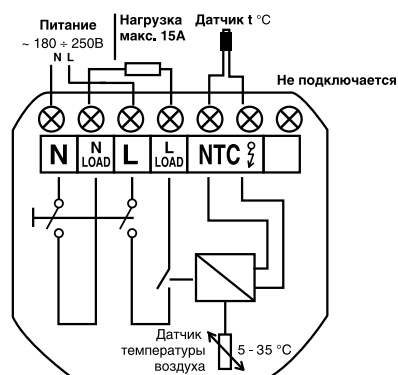 Питание
~ 180 ÷ 250В
N L
Нагрузка
макс. 15А
Датчик t °C
Не подключается
N
N
LOAD
L
L
LOAD
NTC
Датчик
температуры
воздуха
5 - 35 °C